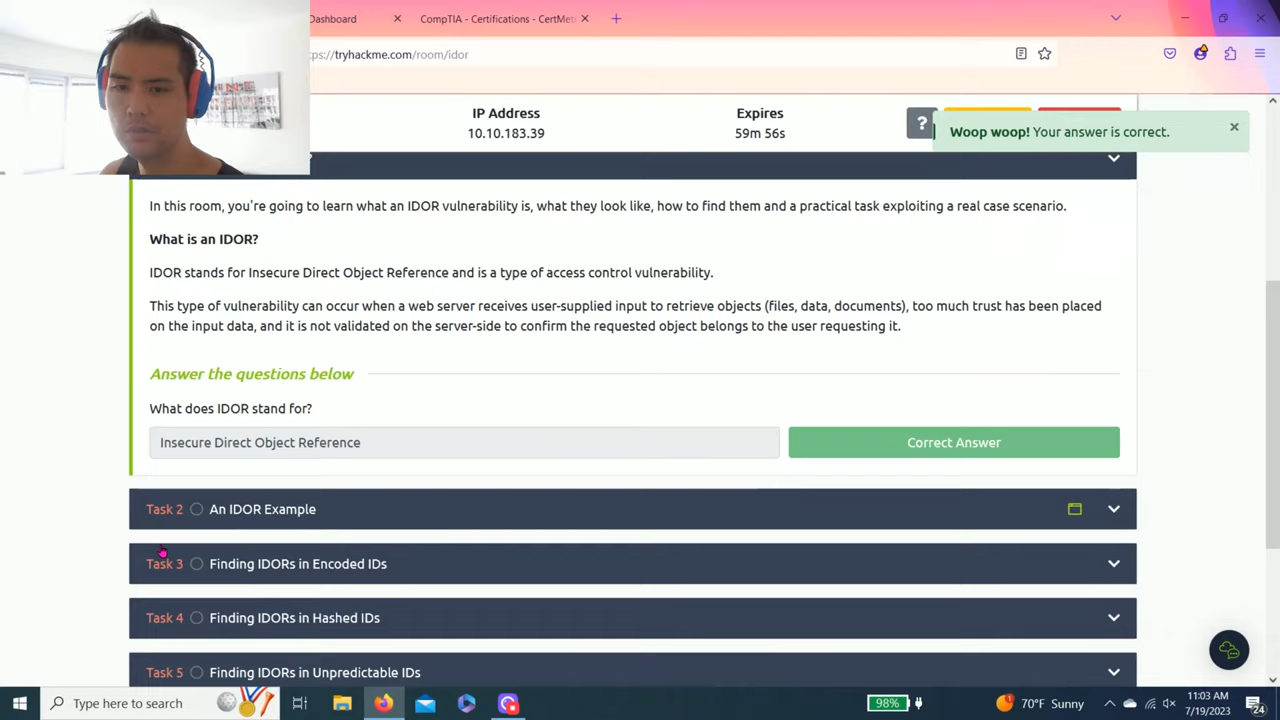 Dashboard
CompTIA - Certifications - CertMet
tryhackme.com/room/idor
IP Address
10.10.183.39
Expires
59m 56s
?
Woop woop! Your answer is correct.
In this room, you're going to learn what an IDOR vulnerability is, what they look like, how to find them and a practical task exploiting a real case scenario.
What is an IDOR?
IDOR stands for Insecure Direct Object Reference and is a type of access control vulnerability.
This type of vulnerability can occur when a web server receives user-supplied input to retrieve objects (files, data, documents), too much trust has been placed
on the input data, and it is not validated on the server-side to confirm the requested object belongs to the user requesting it.
Answer the questions below
What does IDOR stand for?
Insecure Direct Object Reference
Correct Answer
Task 2 An IDOR Example
Task 3 Finding IDORs in Encoded IDs
Task 4 Finding IDORs in Hashed IDs
Task 5 Finding IDORs in Unpredictable IDs
Type here to search
98%
1
70°F Sunny
11:03 AM
7/19/2023
24